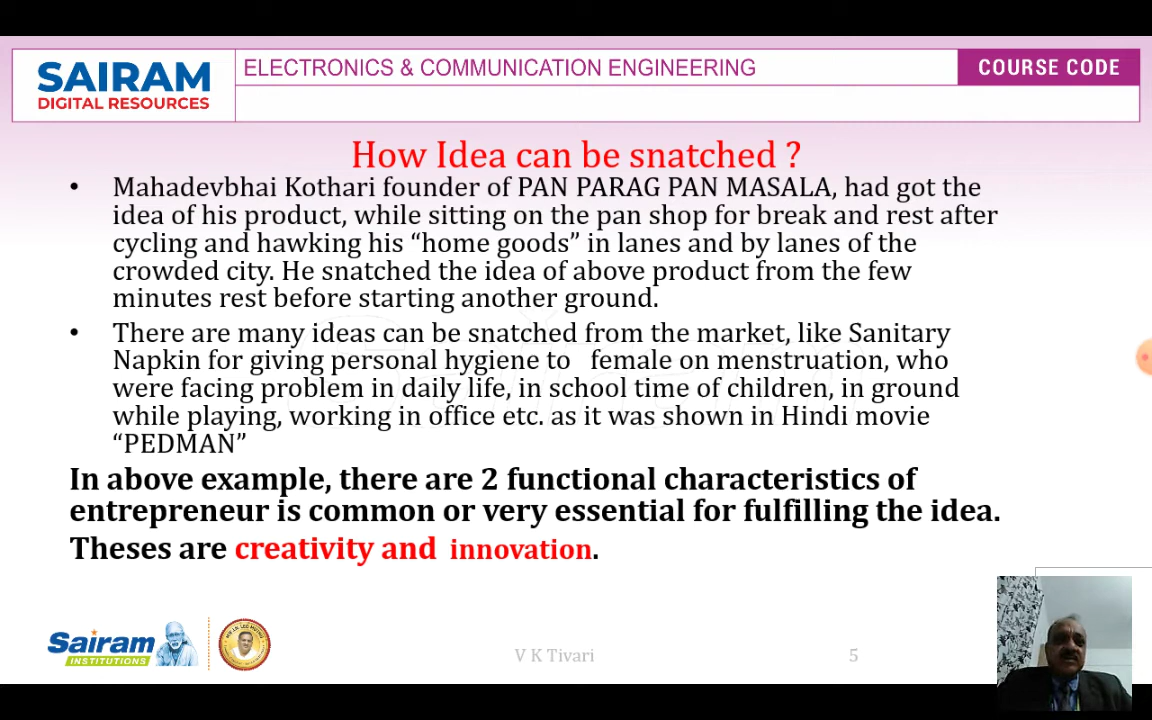 SAIRAM
DIGITAL RESOURCES
ELECTRONICS & COMMUNICATION ENGINEERING
COURSE CODE
How Idea can be snatched ?
• Mahadevbhai Kothari founder of PAN PARAG PAN MASALA, had got the
idea of his product, while sitting on the pan shop for break and rest after
cycling and hawking his “home goods” in lanes and by lanes of the
crowded city. He snatched the idea of above product from the few
minutes rest before starting another ground.
• There are many ideas can be snatched from the market, like Sanitary
Napkin for giving personal hygiene to female on menstruation, who
were facing problem in daily life, in school time of children, in ground
while playing, working in office etc. as it was shown in Hindi movie
“PEDMAN”
In above example, there are 2 functional characteristics of
entrepreneur is common or very essential for fulfilling the idea.
Theses are creativity and innovation.
Sairam
INSTITUTIONS
V K Tivari
5